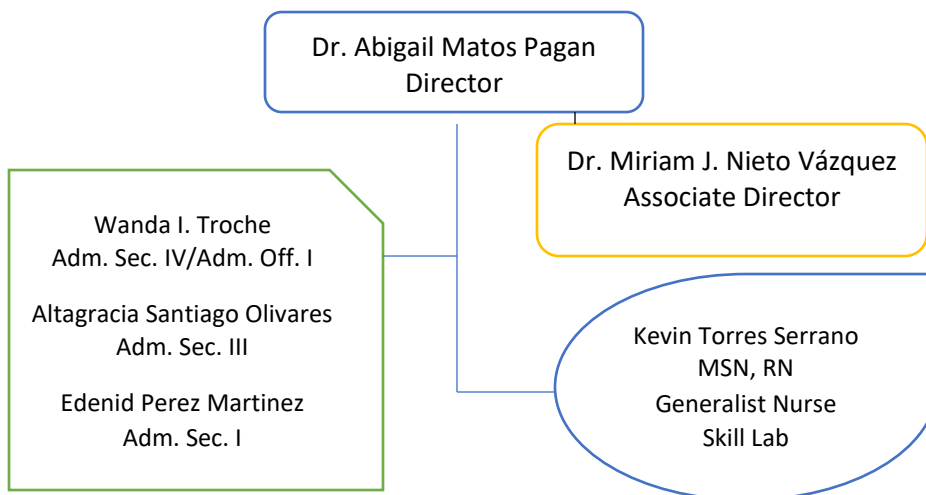 Dr. Abigail Matos Pagan
Director
Dr. Miriam J. Nieto Vázquez
Associate Director
Wanda I. Troche
Adm. Sec. IV/Adm. Off. I
Altagracia Santiago Olivares
Adm. Sec. III
Edenid Perez Martinez
Adm. Sec. I
Kevin Torres Serrano
MSN, RN
Generalist Nurse
Skill Lab